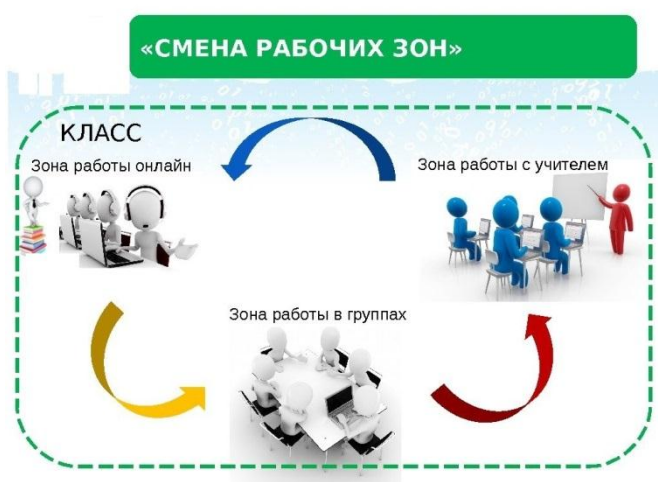 «СМЕНА РАБОЧИХ ЗОН»
КЛАСС
Зона работы онлайн
Зона работы с учителем
Зона работы в группах